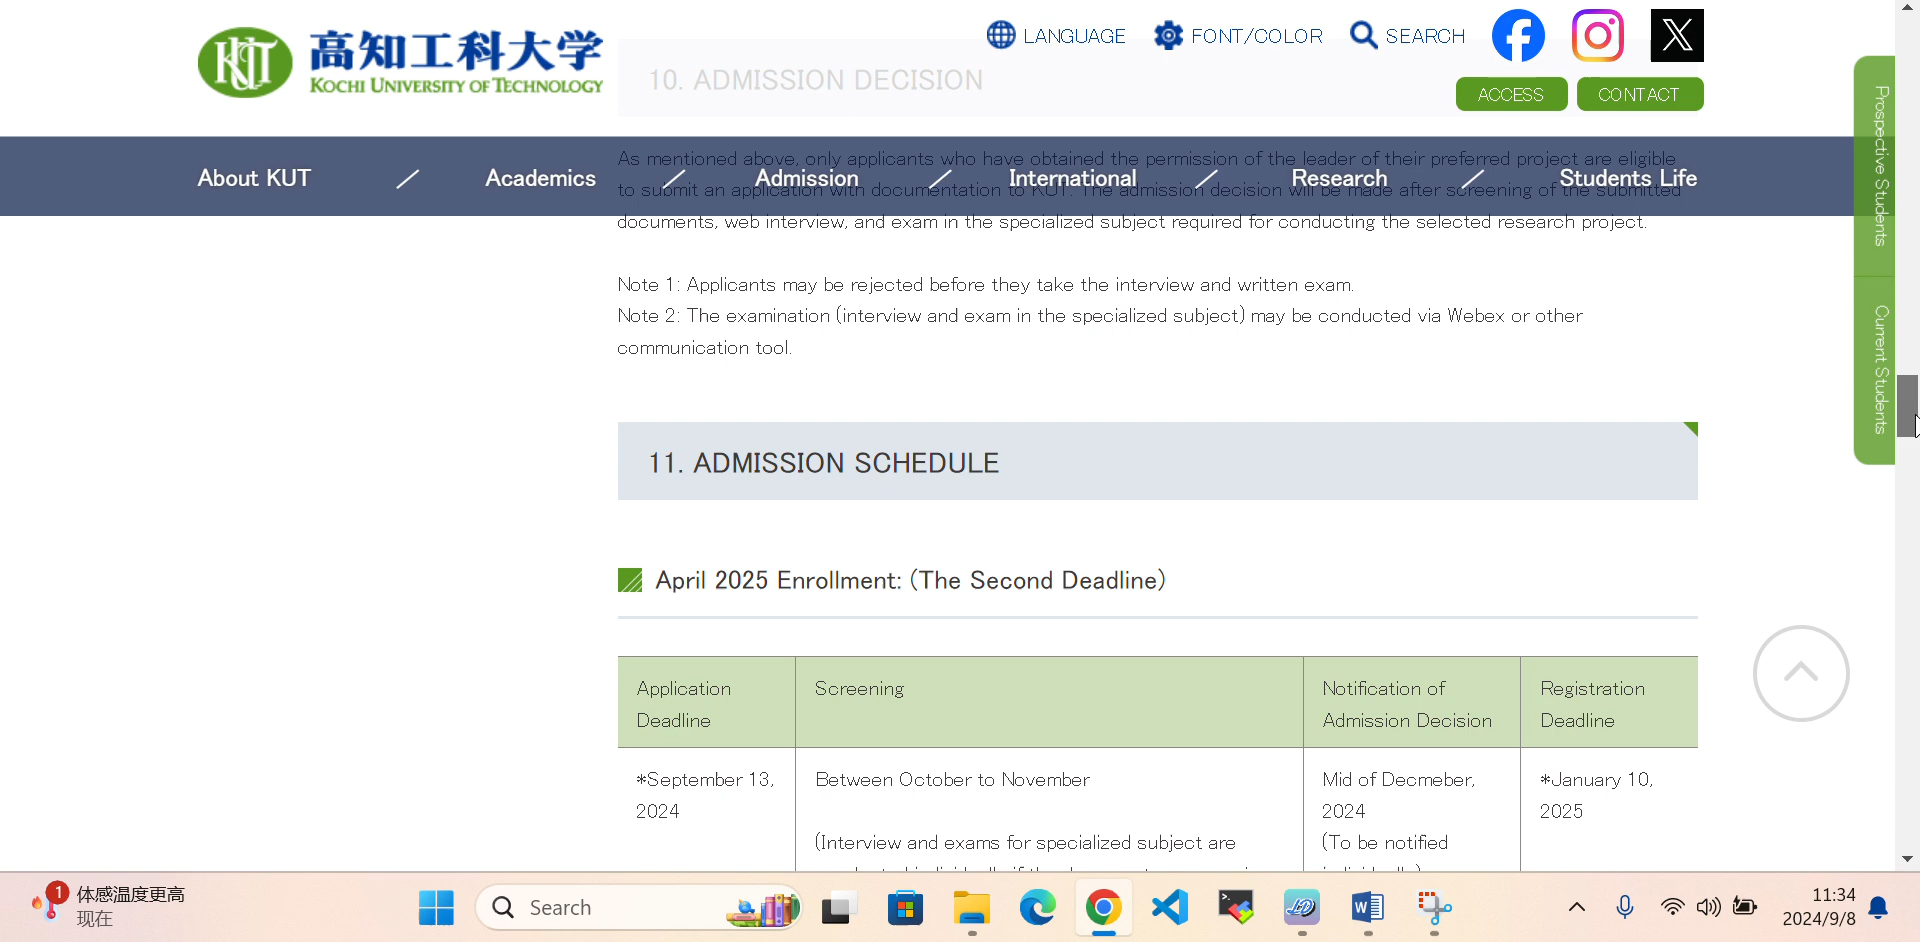 高知工科大学
KOCHI UNIVERSITY OF TECHNOLOGY
LANGUAGE
FONT/COLOR
SEARCH
ACCESS
CONTACT
10. ADMISSION DECISION
About KUT
Academics
Admission
International
Research
Students Life
As mentioned above, only applicants who have obtained the permission of the leader of their preferred project are eligible
to submit an application with documentation to KUT. The admission decision will be made after screening of the submitted
documents, web interview, and exam in the specialized subject required for conducting the selected research project.
Note 1: Applicants may be rejected before they take the interview and written exam.
Note 2: The examination (interview and exam in the specialized subject) may be conducted via Webex or other
communication tool.
Prospective Students
Current Students
11. ADMISSION SCHEDULE
April 2025 Enrollment: (The Second Deadline)
Application
Deadline
Screening
Notification of
Admission Decision
Registration
Deadline
*September 13,
2024
Between October to November
(Interview and exams for specialized subject are
Mid of Decmeber,
2024
(To be notified
*January 10,
2025
1
体感温度更高
现在
Search
11:34
2024/9/8